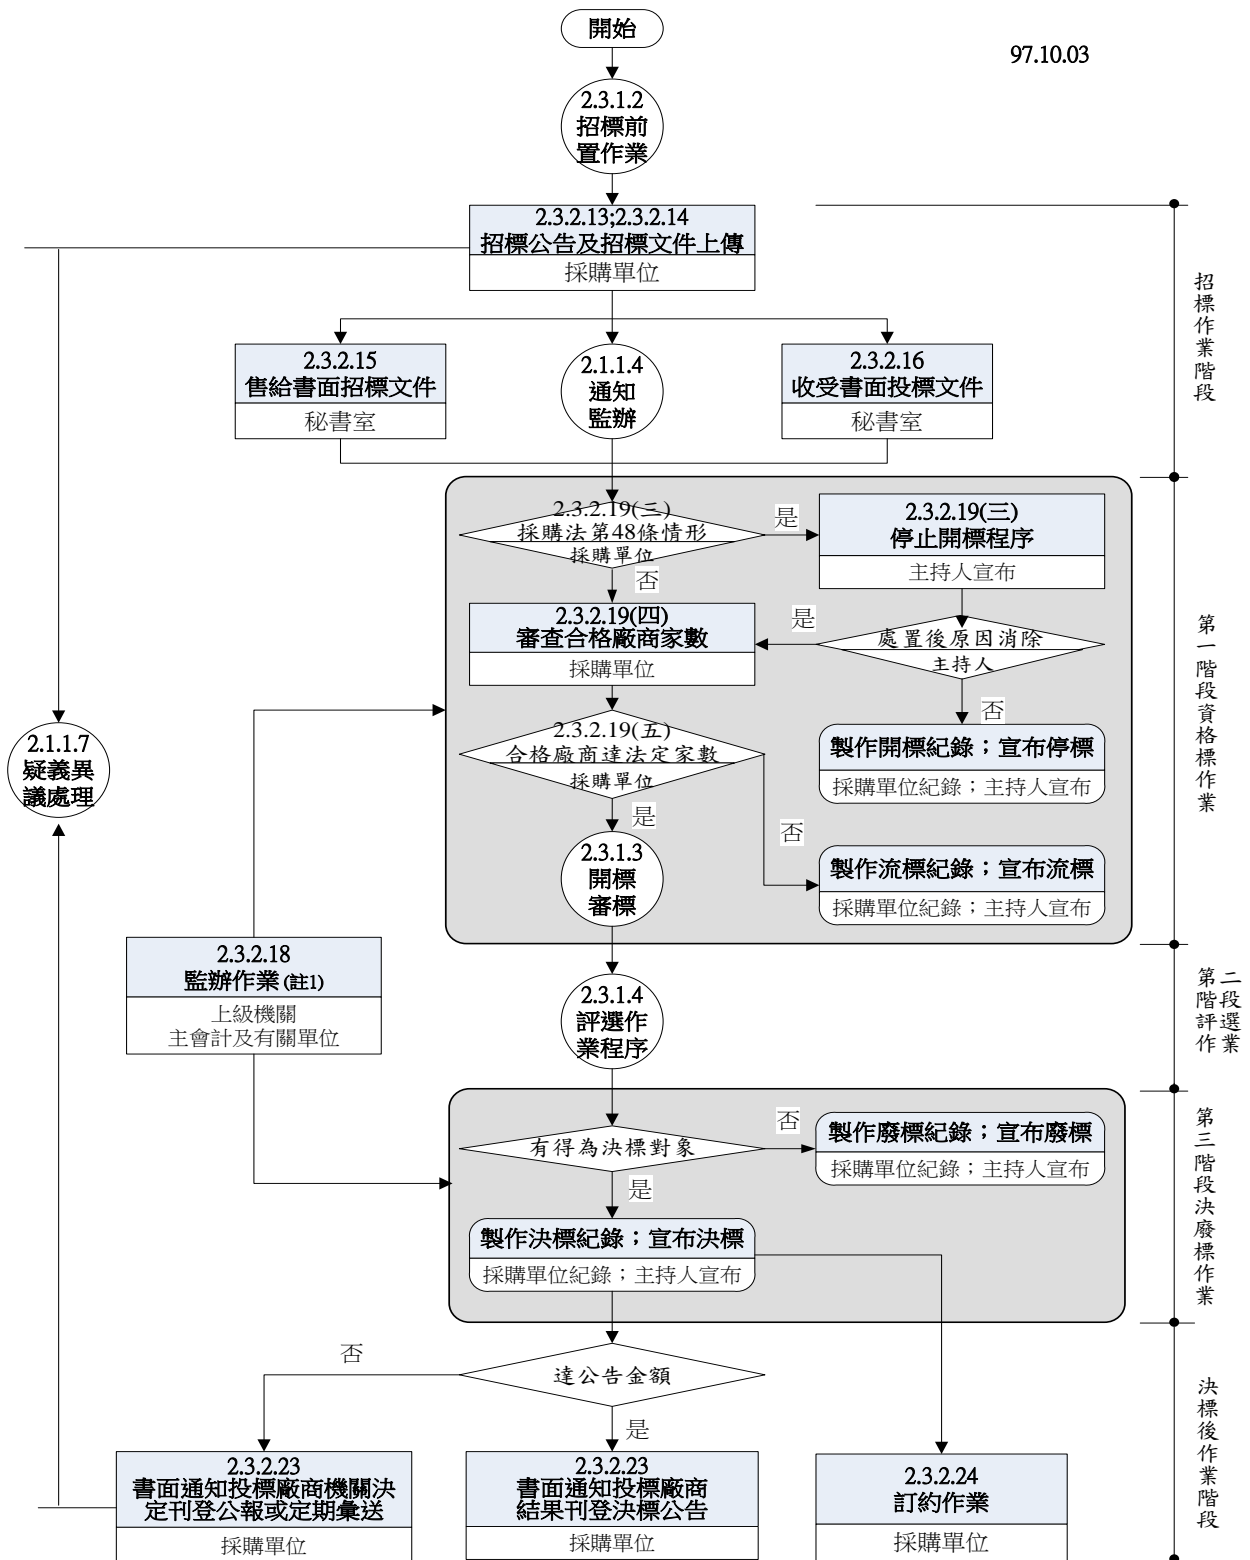 開始
97.10.03
2.3.1.2
招標前
置作業
2.3.2.13;2.3.2.14
招標公告及招標文件上傳
採購單位
招標作業階段
2.3.2.15
售給書面招標文件
秘書室
2.1.1.4
通知
監辦
2.3.2.16
收受書面投標文件
秘書室
2.3.2.19(三)
採購法第48條情形
採購單位
是
否
2.3.2.19(三)
停止開標程序
主持人宣布
2.3.2.19(四)
審查合格廠商家數
採購單位
是
處置後原因消除
主持人
否
第一階段資格標作業
2.3.2.19(五)
合格廠商達法定家數
採購單位
是
否
製作開標紀錄；宣布停標
採購單位紀錄；主持人宣布
2.1.1.7
疑義異
議處理
2.3.1.3
開標
審標
製作流標紀錄；宣布流標
採購單位紀錄；主持人宣布
2.3.2.18
監辦作業(註1)
上級機關
主會計及有關單位
2.3.1.4
評選作
業程序
第二
階段
評選
作業
有得為決標對象
否
是
製作廢標紀錄；宣布廢標
採購單位紀錄；主持人宣布
第三階段決廢標作業
製作決標紀錄；宣布決標
採購單位紀錄；主持人宣布
達公告金額
否
是
2.3.2.23
書面通知投標廠商機關決
定刊登公報或定期彙送
採購單位
2.3.2.23
書面通知投標廠商
結果刊登決標公告
採購單位
2.3.2.24
訂約作業
採購單位
決標後作業階段